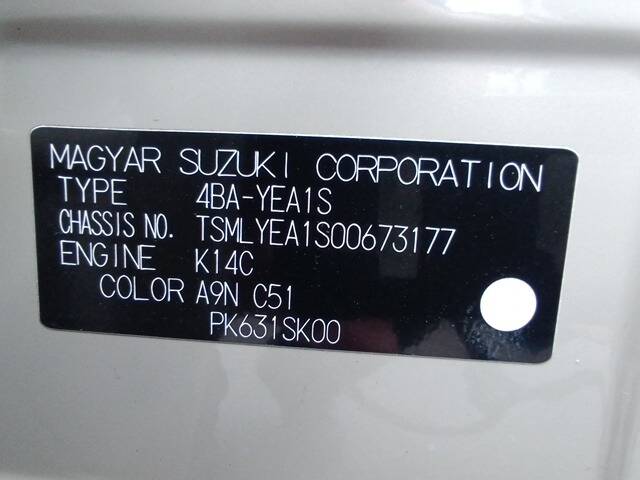 MAGYAR SUZUKI CORPORATION
TYPE 4BA-YEA1S
CHASSIS NO. TSMLYEA1S00673177
ENGINE K14C
COLOR A9N C51
PK631SK00